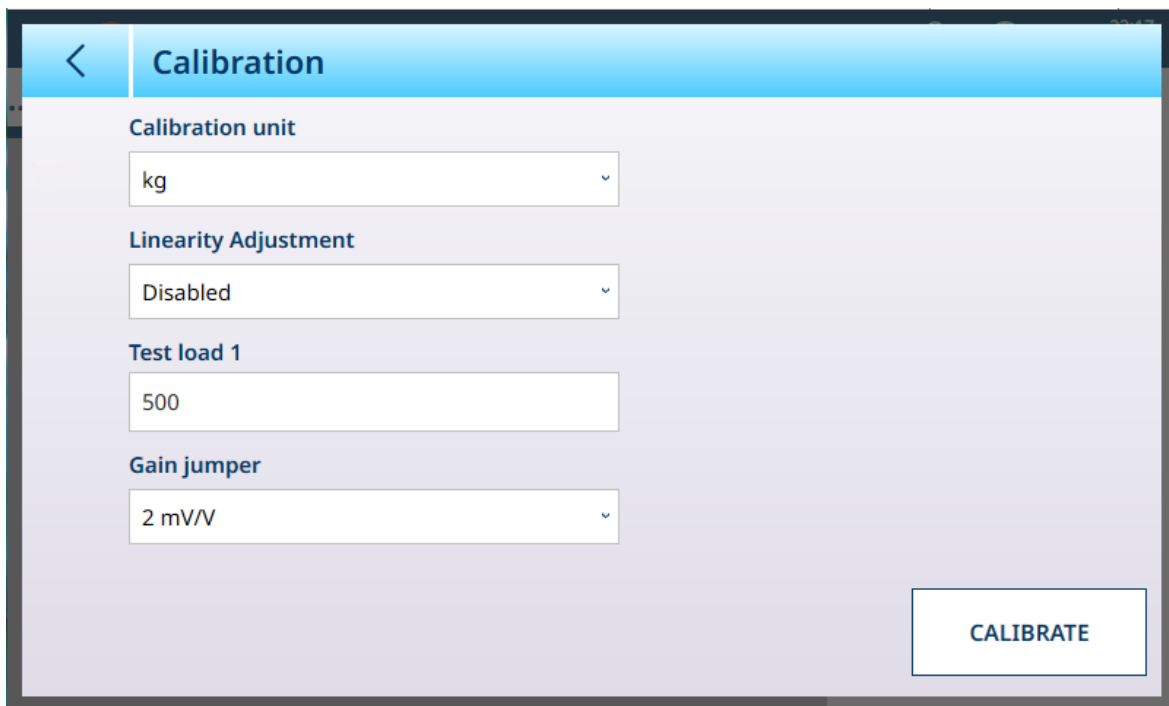 Calibration
Calibration unit
kg
Linearity Adjustment
Disabled
Test load 1
500
Gain jumper
2 mV/V
CALIBRATE